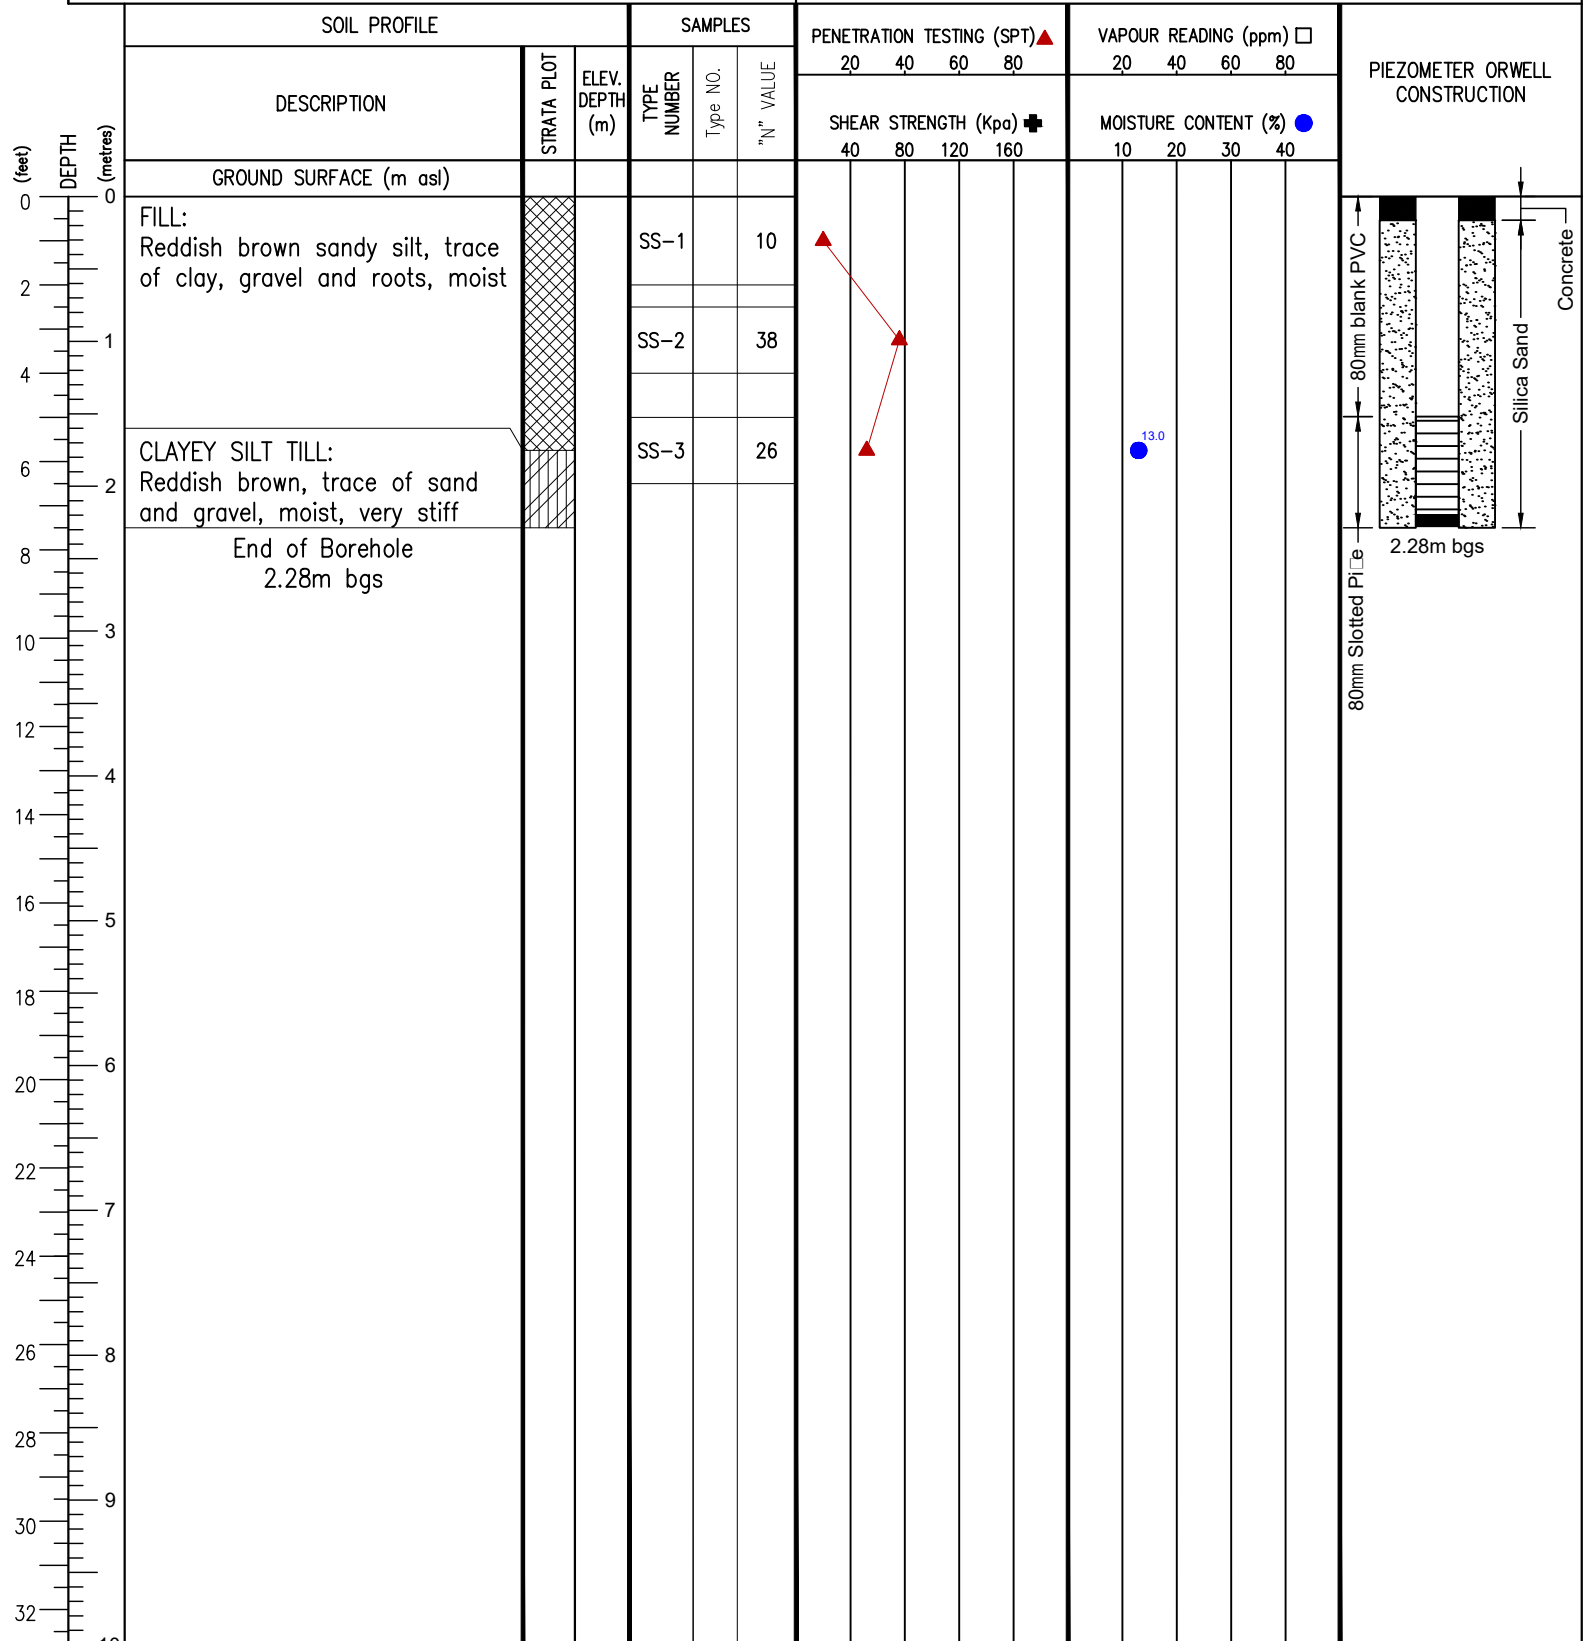 SOIL PROFILE
SAMPLES
PENETRATION TESTING (SPT)
20 40 60 80
VAPOUR READING (ppm)
20 40 60 80
PIEZOMETER ORWELL
CONSTRUCTION
DESCRIPTION
STRATA PLOT
ELEV.
DEPTH
(m)
TYPE
NUMBER
Type NO.
"N" VALUE
SHEAR STRENGTH (Kpa)
40 80 120 160
MOISTURE CONTENT (%)
10 20 30 40
(feet)
DEPTH
(metres)
GROUND SURFACE (m asl)
0
0
FILL:
Reddish brown sandy silt, trace
of clay, gravel and roots, moist
SS-1 10
2
1
SS-2 38
4
CLAYEY SILT TILL:
Reddish brown, trace of sand
and gravel, moist, very stiff
SS-3 26
13.0
6
2
End of Borehole
2.28m bgs
80mm blank PVC
Silica Sand
Concrete
2.28m bgs
80mm Slotted Pi□e
8
10
3
12
4
14
16
5
18
6
20
22
7
24
26
8
28
9
30
32